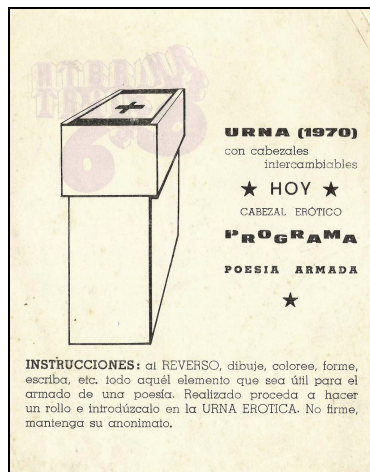 URNA (1970)
con cabezales
intercambiables
★ HOY ★
CABEZAL ERÓTICO
PROGRAMA
POESIA ARMADA
★
INSTRUCCIONES: al REVERSO, dibuje, coloree, forme,
escriba, etc. todo aquél elemento que sea útil para el
armado de una poesía. Realizado proceda a hacer
un rollo e introdúzcalo en la URNA EROTICA. No firme,
mantenga su anonimato.